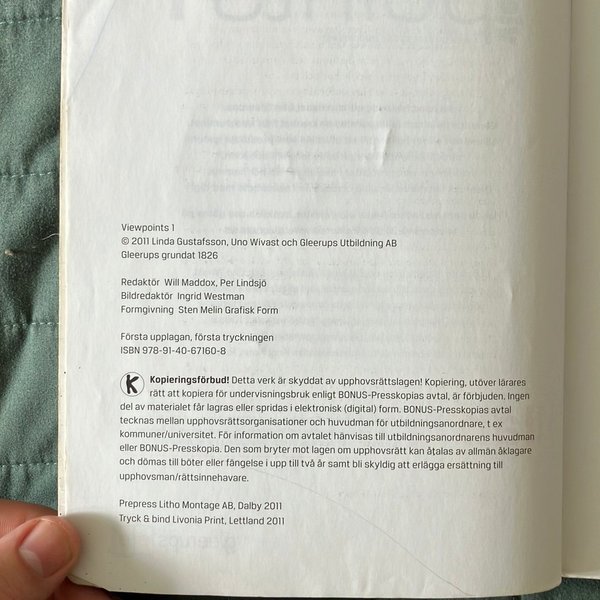 Viewpoints 1
© 2011 Linda Gustafsson, Uno Wivast och Gleerups Utbildning AB
Gleerups grundat 1826
Redaktör Will Maddox, Per Lindsjö
Bildredaktör Ingrid Westman
Formgivning Sten Melin Grafisk Form
Första upplagan, första tryckningen
ISBN 978-91-40-67160-8
K Kopieringsförbud! Detta verk är skyddat av upphovsrättslagen! Kopiering, utöver lärares
rätt att kopiera för undervisningsbruk enligt BONUS-Presskopias avtal, är förbjuden. Ingen
del av materialet får lagras eller spridas i elektronisk (digital) form. BONUS-Presskopias avtal
tecknas mellan upphovsrättsorganisationer och huvudman för utbildningsanordnare, t ex
kommuner/universitet. För information om avtalet hänvisas till utbildningsanordnarens huvudman
eller BONUS-Presskopia. Den som bryter mot lagen om upphovsrätt kan åtalas av allmän åklagare
och dömas till böter eller fängelse i upp till två år samt bli skyldig att erlägga ersättning till
upphovsman/rättsinnehavare.
Prepress Litho Montage AB, Dalby 2011
Tryck & bind Livonia Print, Lettland 2011